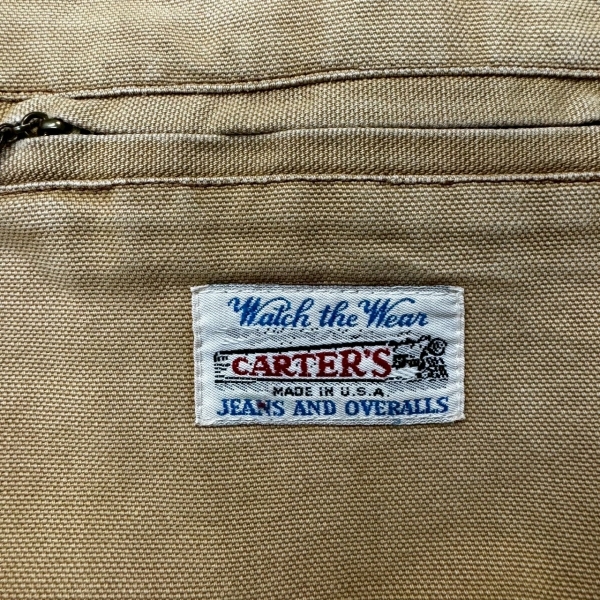 Watch the Wear
CARTER'S
MADE IN U.S.A
JEANS AND OVERALLS